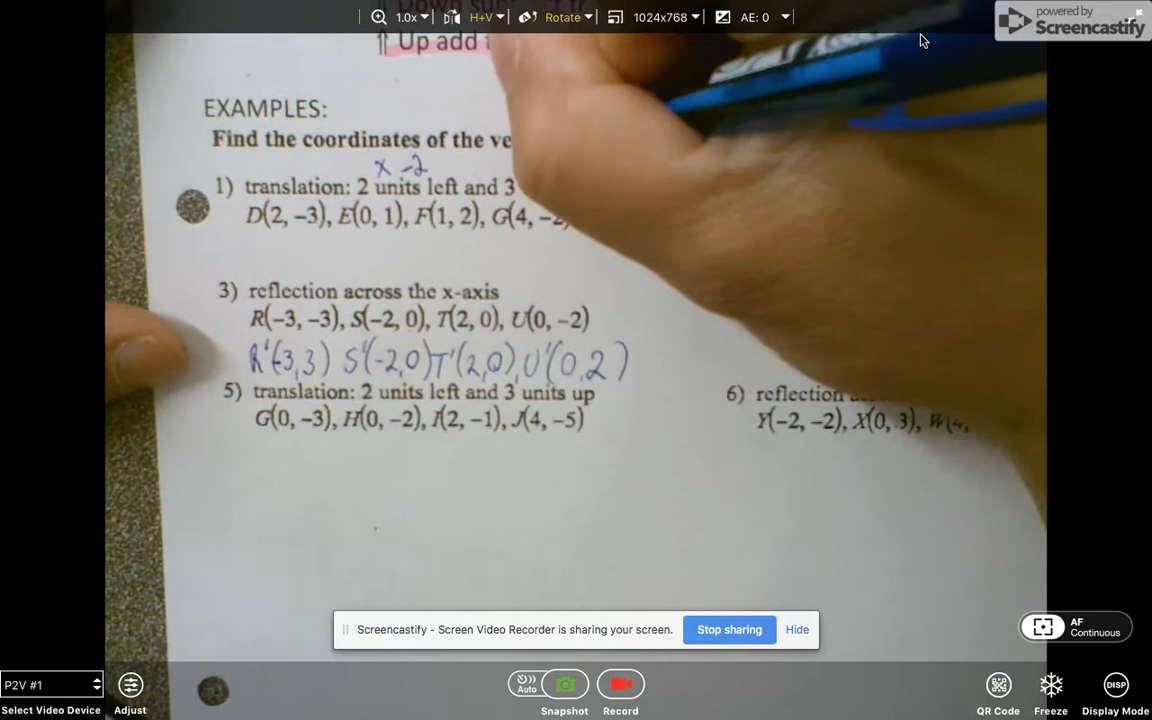 1.0x H+V Rotate 1024x768 AE: 0
powered by
Screencastify
⇑ Up add
EXAMPLES:
Find the coordinates of the
x -2
1) translation: 2 units left and 3
D(2, −3), E(0, 1), F(1, 2), G(4, −2
3) reflection across the x-axis
R(−3, −3), S(−2, 0), T(2, 0), U(0, −2)
R'(-3,3) S'(-2,0) T'(2,0), U'(0,2)
5) translation: 2 units left and 3 units up
G(0, −3), H(0, −2), I(2, −1), J(4, −5)
6) reflection
Y(−2, −2), X(0, 3),
Screencastify - Screen Video Recorder is sharing your screen. Stop sharing Hide
AF
Continuous
P2V #1
Select Video Device
Adjust
Auto
Snapshot
Record
QR Code
Freeze
DISP
Display Mode